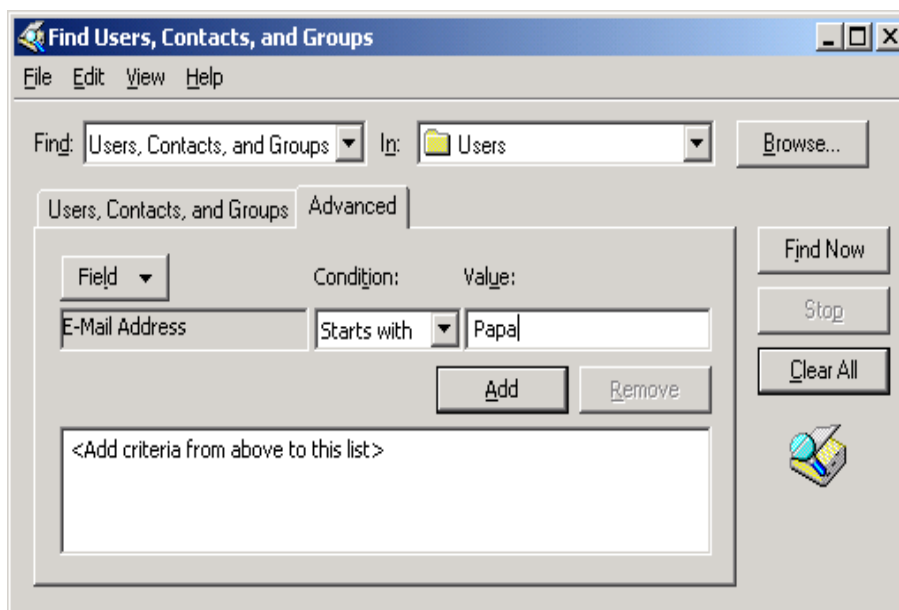 Find Users, Contacts, and Groups
File Edit View Help
Find: Users, Contacts, and Groups In: Users Browse...
Users, Contacts, and Groups Advanced
Find Now
Field Condition: Value:
Stop
E-Mail Address Starts with Papa
Clear All
Add Remove
<Add criteria from above to this list>